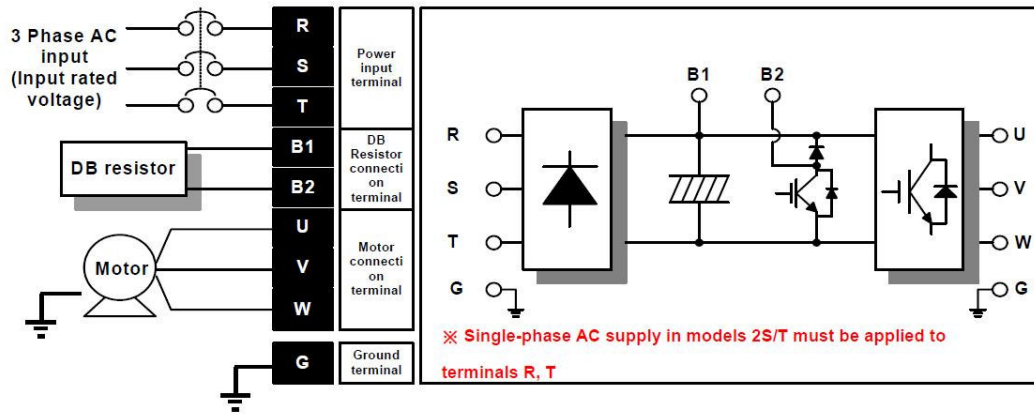 3 Phase AC
input
(Input rated
voltage)
R
S
T
Power
input
terminal
DB resistor
B1
B2
DB
Resistor
connecti
on
terminal
Motor
U
V
W
Motor
connecti
on
terminal
G
Ground
terminal
B1
B2
R
S
T
G
U
V
W
G
※ Single-phase AC supply in models 2S/T must be applied to
terminals R, T